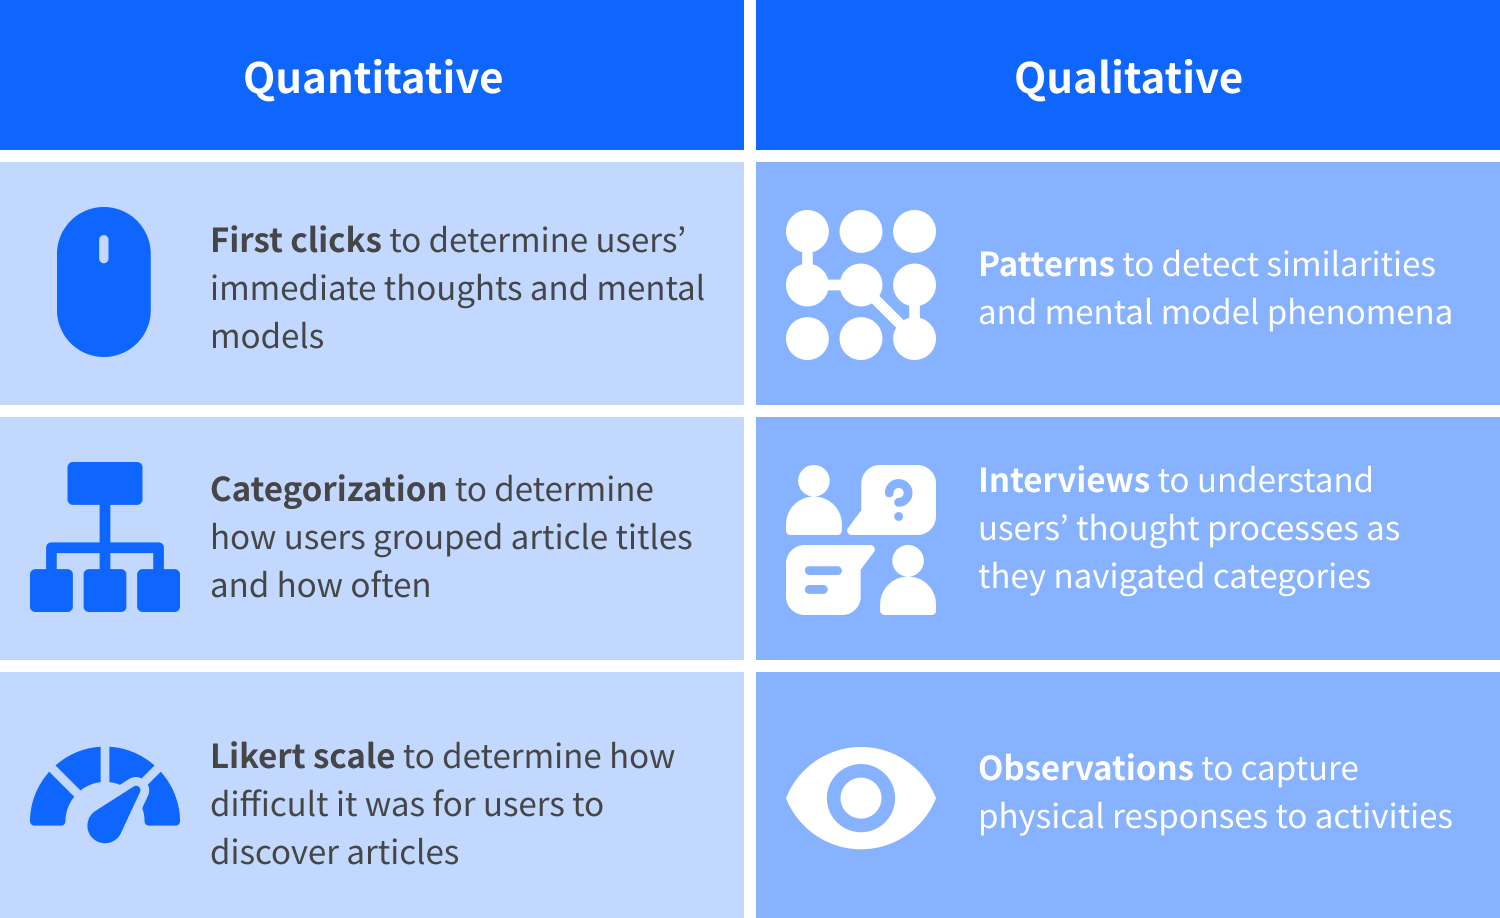 Quantitative
Qualitative
First clicks to determine users’
immediate thoughts and mental
models
Patterns to detect similarities
and mental model phenomena
Categorization to determine
how users grouped article titles
and how often
Interviews to understand
users’ thought processes as
they navigated categories
Likert scale to determine how
difficult it was for users to
discover articles
Observations to capture
physical responses to activities